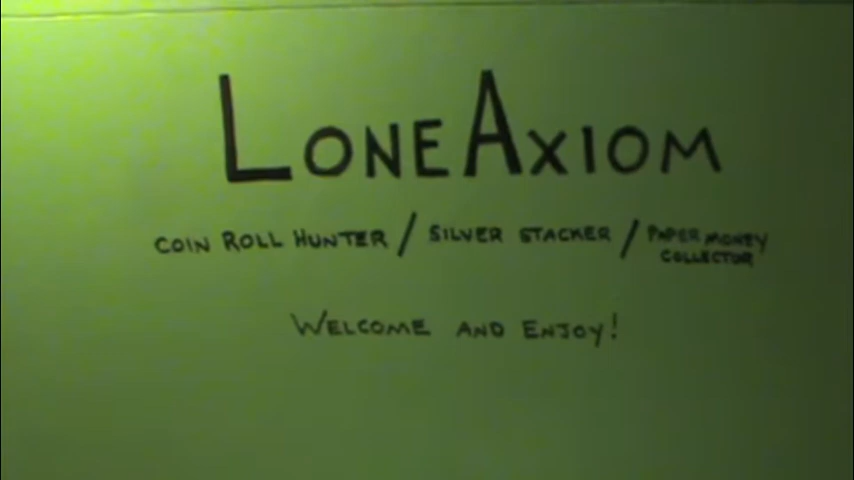 LONEAXIOM
COIN ROLL HUNTER / SILVER STACKER / PAPER MONEY COLLECTOR
WELCOME AND ENJOY!